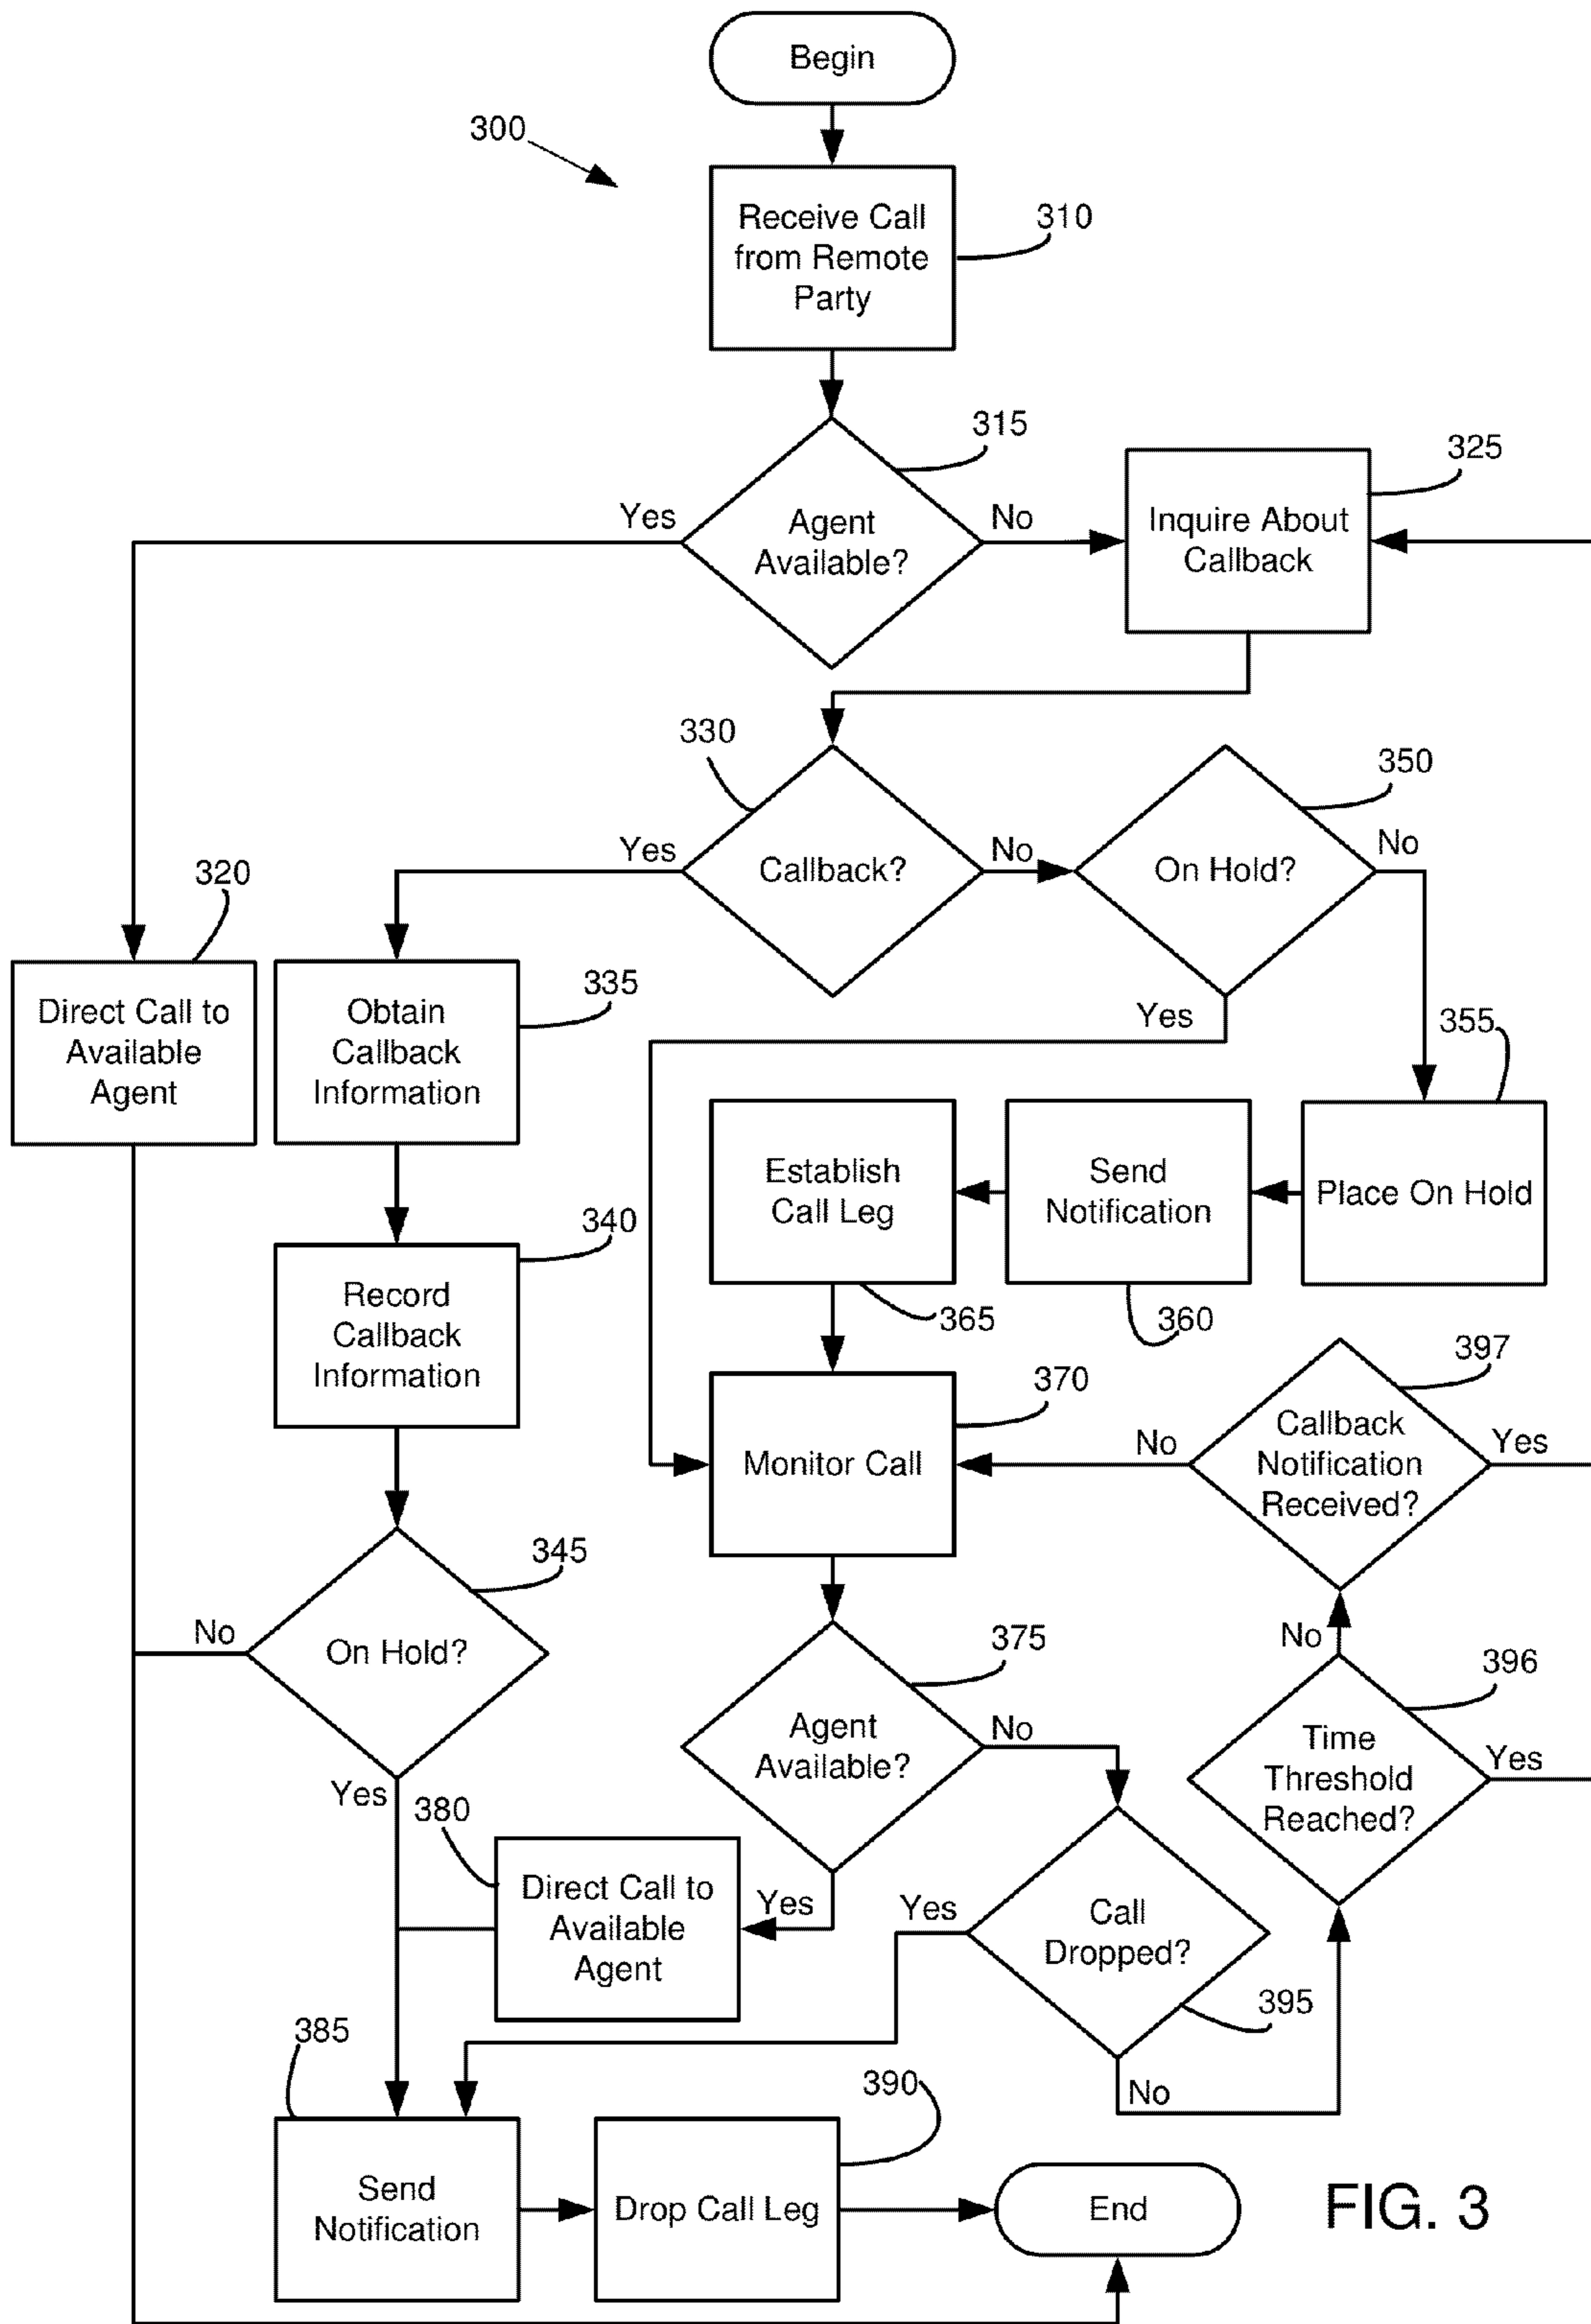 Begin
300
Receive Call
from Remote
Party
310
315
Agent
Available?
Yes
No
325
Inquire About
Callback
330
Callback?
Yes
No
350
On Hold?
No
Yes
320
Direct Call to
Available
Agent
335
Obtain
Callback
Information
355
Place On Hold
Send
Notification
360
Establish
Call Leg
365
340
Record
Callback
Information
370
Monitor Call
397
Callback
Notification
Received?
No
Yes
345
On Hold?
No
Yes
375
Agent
Available?
No
Yes
396
Time
Threshold
Reached?
No
Yes
380
Direct Call to
Available
Agent
Call
Dropped?
Yes
395
No
385
Send
Notification
390
Drop Call Leg
End
FIG. 3